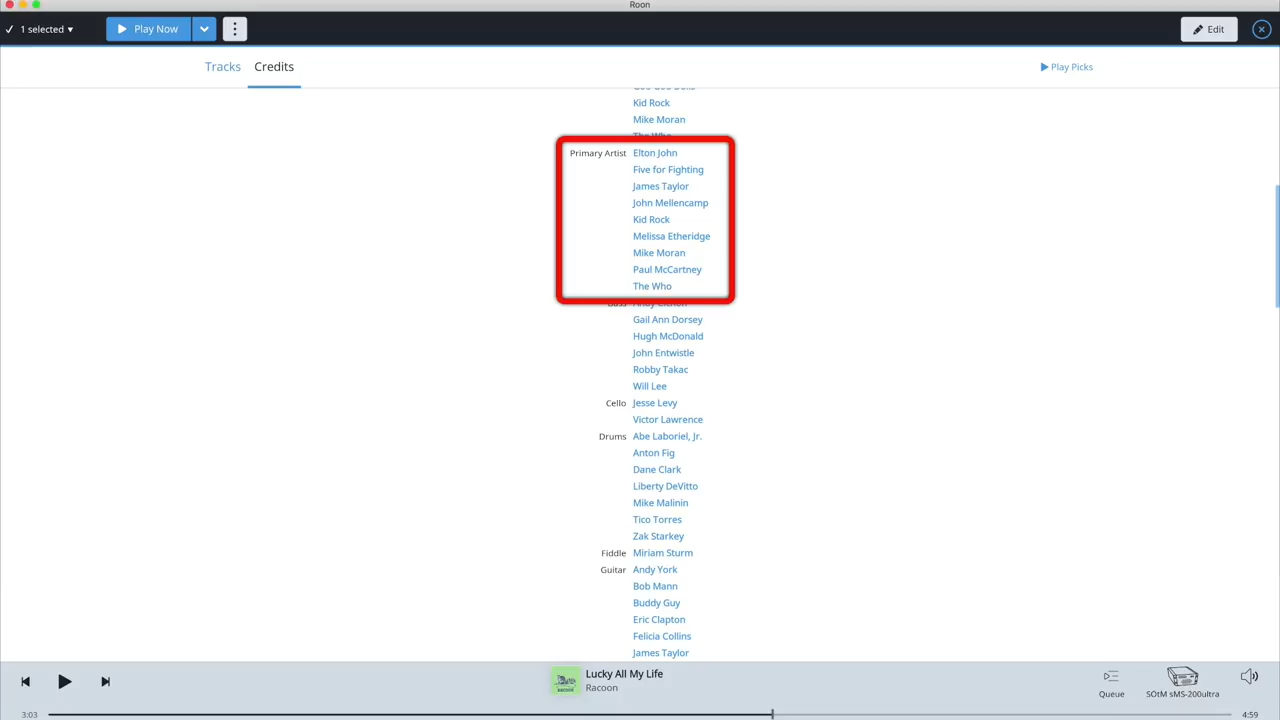 Roon
✓ 1 selected ▾ Play Now Edit
Tracks Credits Play Picks
Kid Rock
Mike Moran
The Who
Primary Artist Elton John
Five for Fighting
James Taylor
John Mellencamp
Kid Rock
Melissa Etheridge
Mike Moran
Paul McCartney
The Who
Bass
Gail Ann Dorsey
Hugh McDonald
John Entwistle
Robby Takac
Will Lee
Cello Jesse Levy
Victor Lawrence
Drums Abe Laboriel, Jr.
Anton Fig
Dane Clark
Liberty DeVitto
Mike Malinin
Tico Torres
Zak Starkey
Fiddle Miriam Sturm
Guitar Andy York
Bob Mann
Buddy Guy
Eric Clapton
Felicia Collins
James Taylor
Lucky All My Life
Racoon
RACOON
Queue SOtM sMS-200ultra
3:03 4:59